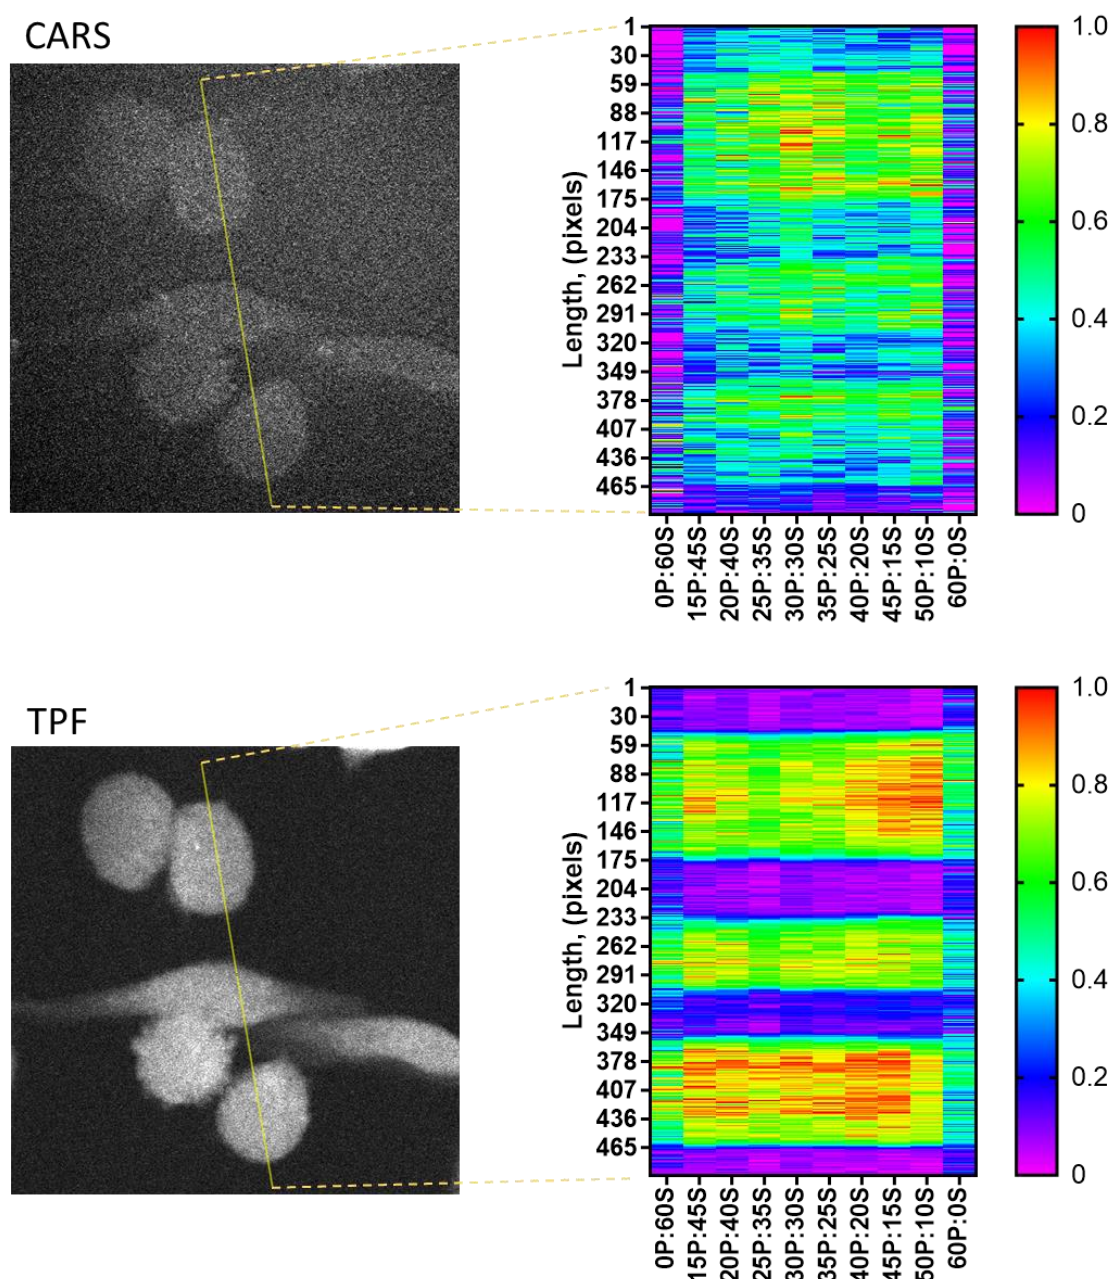 CARS
Length, (pixels)
1
30
59
88
117
146
175
204
233
262
291
320
349
378
407
436
465
0P:60S
15P:45S
20P:40S
25P:35S
30P:30S
35P:25S
40P:20S
45P:15S
50P:10S
60P:0S
1.0
0.8
0.6
0.4
0.2
0
TPF
Length, (pixels)
1
30
59
88
117
146
175
204
233
262
291
320
349
378
407
436
465
0P:60S
15P:45S
20P:40S
25P:35S
30P:30S
35P:25S
40P:20S
45P:15S
50P:10S
60P:0S
1.0
0.8
0.6
0.4
0.2
0